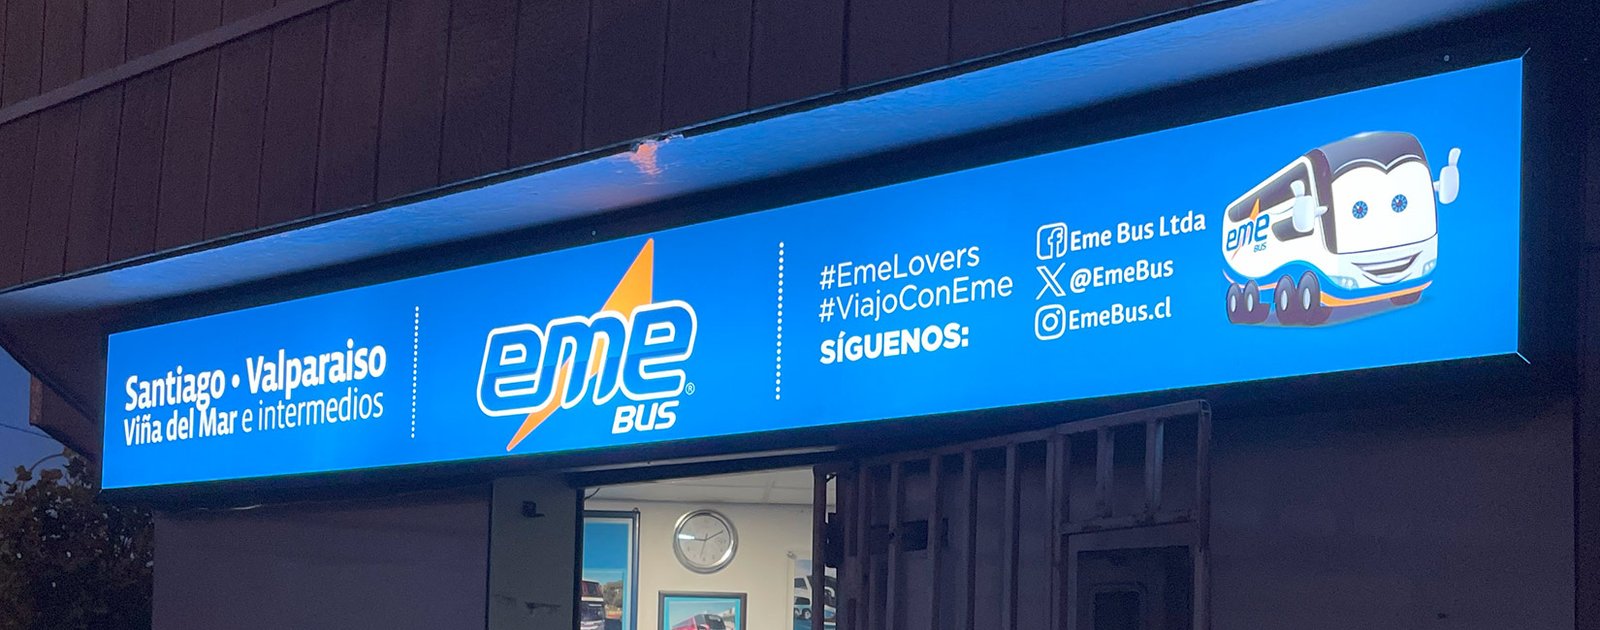 Santiago • Valparaiso
Viña del Mar e intermedios
eme
BUS®
#EmeLovers
#ViajoConEme
SÍGUENOS:
Eme Bus Ltda
@EmeBus
EmeBus.cl
eme
BUS